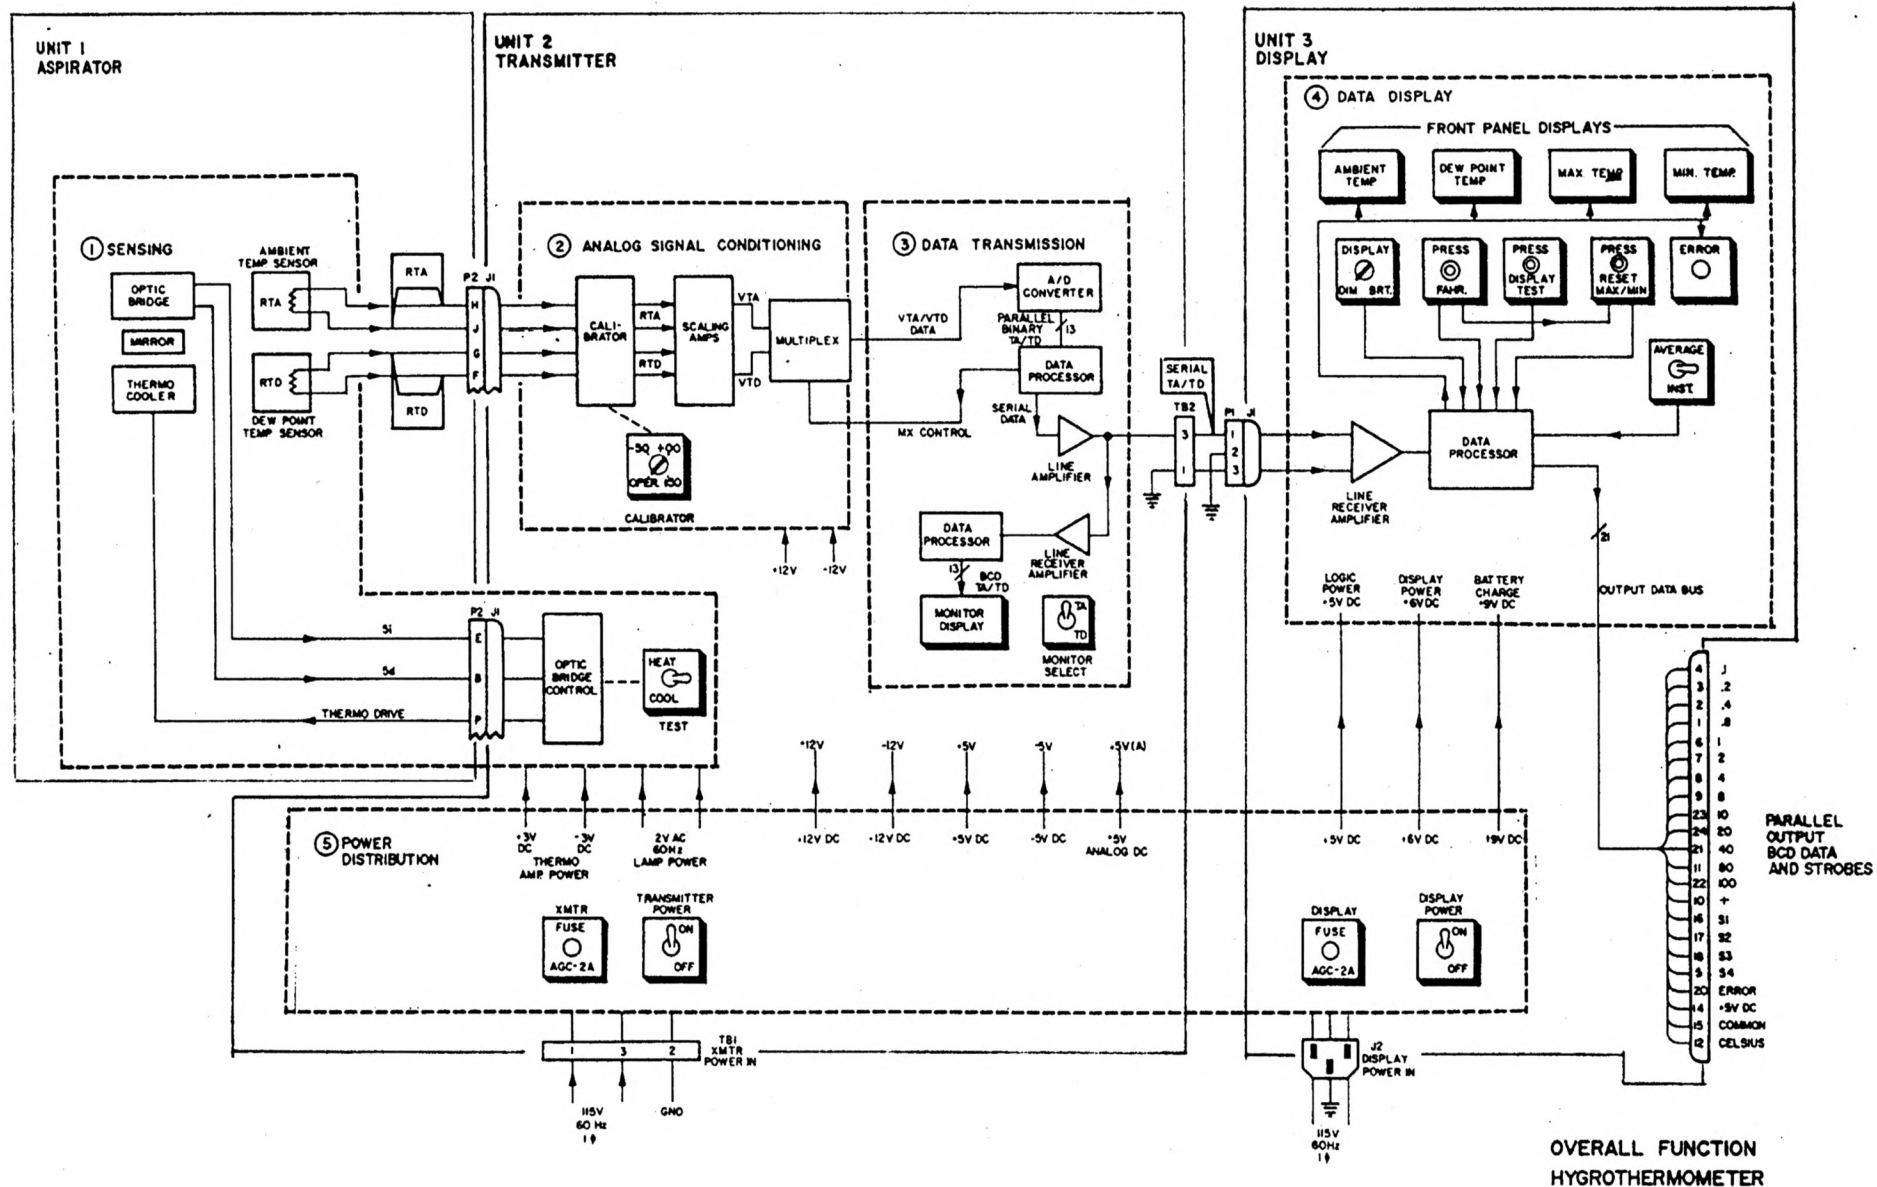 UNIT 1
ASPIRATOR
UNIT 2
TRANSMITTER
UNIT 3
DISPLAY
① SENSING
OPTIC
BRIDGE
MIRROR
THERMO
COOLER
AMBIENT
TEMP SENSOR
RTA
RTD
DEW POINT
TEMP SENSOR
RTA
RTD
P2 J1
H
J
G
F
② ANALOG SIGNAL CONDITIONING
CALI-
BRATOR
RTA
RTD
SCALING
AMPS
VTA
VTD
MULTIPLEX
OPER.
CALIBRATOR
+12V
-12V
③ DATA TRANSMISSION
A/D
CONVERTER
VTA/VTD
DATA
PARALLEL
BINARY
TA/TD
13
DATA
PROCESSOR
SERIAL
DATA
MX CONTROL
LINE
AMPLIFIER
DATA
PROCESSOR
LINE
RECEIVER
AMPLIFIER
13
BCD
TA/TD
MONITOR
DISPLAY
TA
TD
MONITOR
SELECT
SERIAL
TA/TD
TB2
3
1
P1 J1
1
2
3
④ DATA DISPLAY
FRONT PANEL DISPLAYS
AMBIENT
TEMP
DEW POINT
TEMP
MAX TEMP
MIN. TEMP.
DISPLAY
DIM BRT.
PRESS
FAHR.
PRESS
DISPLAY
TEST
PRESS
RESET
MAX/MIN
ERROR
AVERAGE
INST.
LINE
RECEIVER
AMPLIFIER
DATA
PROCESSOR
21
OUTPUT DATA BUS
LOGIC
POWER
+5V DC
DISPLAY
POWER
+6V DC
BATTERY
CHARGE
+9V DC
P2 J1
E
B
P
S1
Sd
THERMO DRIVE
OPTIC
BRIDGE
CONTROL
HEAT
COOL
TEST
+12V
-12V
+5V
-5V
+5V(A)
⑤ POWER
DISTRIBUTION
+3V
DC
-3V
DC
THERMO
AMP. POWER
2V AC
60Hz
LAMP POWER
+12V DC
-12V DC
+5V DC
-5V DC
+5V
ANALOG DC
+5V DC
+6V DC
+9V DC
XMTR
FUSE
AGC-2A
TRANSMITTER
POWER
ON
OFF
DISPLAY
FUSE
AGC-2A
DISPLAY
POWER
ON
OFF
1 3 2
TB1
XMTR
POWER IN
115V
60 Hz
1ϕ
GND
J2
DISPLAY
POWER IN
115V
60Hz
1ϕ
4 .1
3 .2
2 .4
1 .8
6 1
7 2
8 4
9 8
23 10
24 20
21 40
11 80
22 100
10 +
16 S1
17 S2
18 S3
5 S4
20 ERROR
14 +5V DC
15 COMMON
12 CELSIUS
PARALLEL
OUTPUT
BCD DATA
AND STROBES
OVERALL FUNCTION
HYGROTHERMOMETER